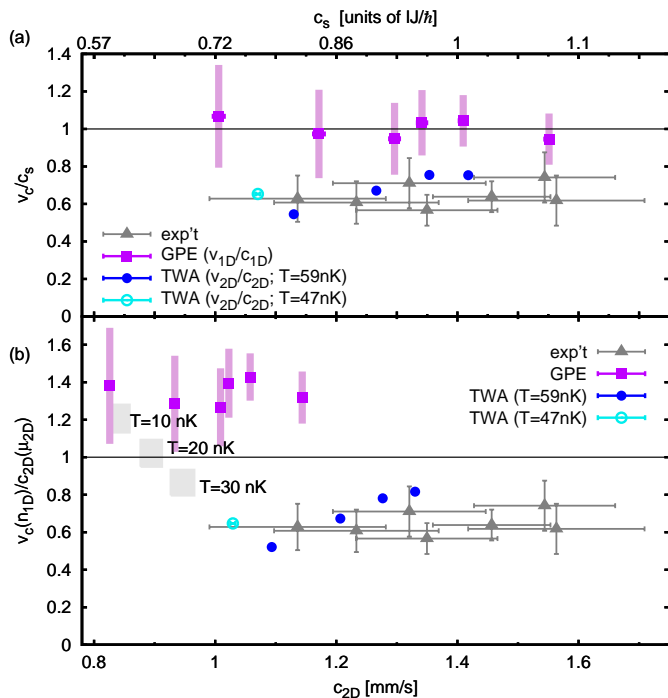 c_s [units of lJ/ℏ]
(a)
0.57 0.72 0.86 1 1.1
1.4
1.2
1
0.8
0.6
0.4
0.2
0
v_c/c_s
exp't
GPE (v_1D/c_1D)
TWA (v_2D/c_2D; T=59nK)
TWA (v_2D/c_2D; T=47nK)
(b)
1.6
1.4
1.2
1
0.8
0.6
0.4
0.2
0
v_c(n_1D)/c_2D(μ_2D)
exp't
GPE
TWA (T=59nK)
TWA (T=47nK)
T=10 nK
T=20 nK
T=30 nK
0.8 1 1.2 1.4 1.6
c_2D [mm/s]